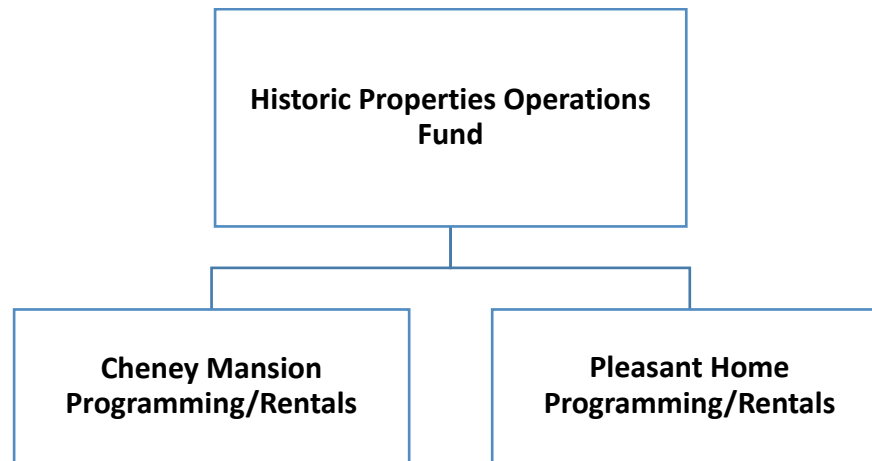 Historic Properties Operations
Fund
Cheney Mansion
Programming/Rentals
Pleasant Home
Programming/Rentals